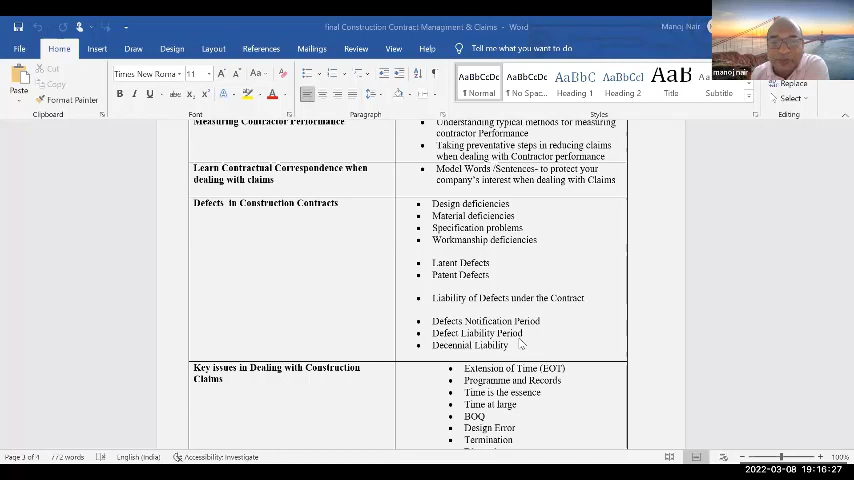 final Construction Contract Managment & Claims - Word
Manoj Nair
File Home Insert Draw Design Layout References Mailings Review View Help Tell me what you want to do
Paste
Cut
Copy
Format Painter
Clipboard
Times New Roma 11
Font
Paragraph
AaBbCcDc AaBbCcDc AaBbC AaBbCcI AaB AaBbCcD
¶ Normal ¶ No Spac... Heading 1 Heading 2 Title Subtitle
Styles
Replace
Select
Editing
manoj nair
Measuring Contractor Performance
Understanding typical methods for measuring
contractor Performance
Taking preventative steps in reducing claims
when dealing with Contractor performance
Learn Contractual Correspondence when
dealing with claims
Model Words /Sentences- to protect your
company's interest when dealing with Claims
Defects in Construction Contracts
Design deficiencies
Material deficiencies
Specification problems
Workmanship deficiencies
Latent Defects
Patent Defects
Liability of Defects under the Contract
Defects Notification Period
Defect Liability Period
Decennial Liability
Key issues in Dealing with Construction
Claims
Extension of Time (EOT)
Programme and Records
Time is the essence
Time at large
BOQ
Design Error
Termination
Page 3 of 4 772 words English (India) Accessibility: Investigate 100%
2022-03-08 19:16:27